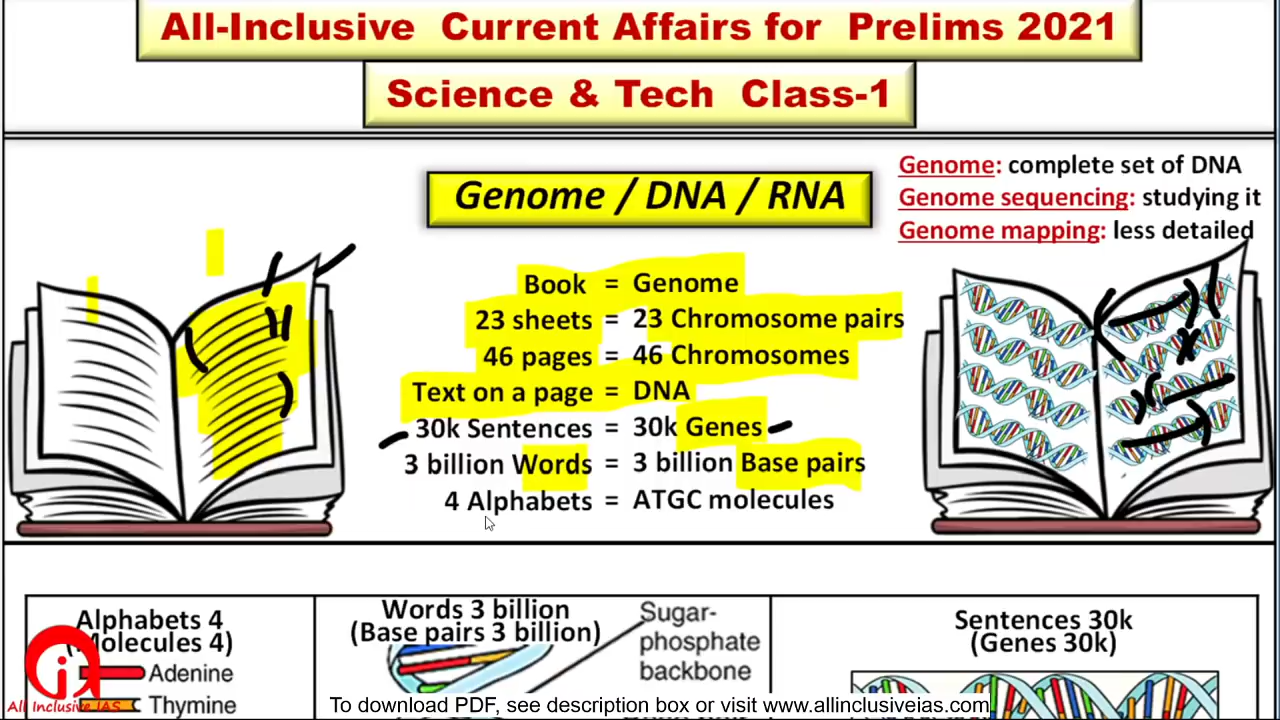 All-Inclusive Current Affairs for Prelims 2021
Science & Tech Class-1
Genome / DNA / RNA
Genome: complete set of DNA
Genome sequencing: studying it
Genome mapping: less detailed
Book = Genome
23 sheets = 23 Chromosome pairs
46 pages = 46 Chromosomes
Text on a page = DNA
30k Sentences = 30k Genes
3 billion Words = 3 billion Base pairs
4 Alphabets = ATGC molecules
Alphabets 4
(Molecules 4)
Adenine
Thymine
Words 3 billion
(Base pairs 3 billion)
Sugar-
phosphate
backbone
Sentences 30k
(Genes 30k)
All Inclusive IAS
To download PDF, see description box or visit www.allinclusiveias.com